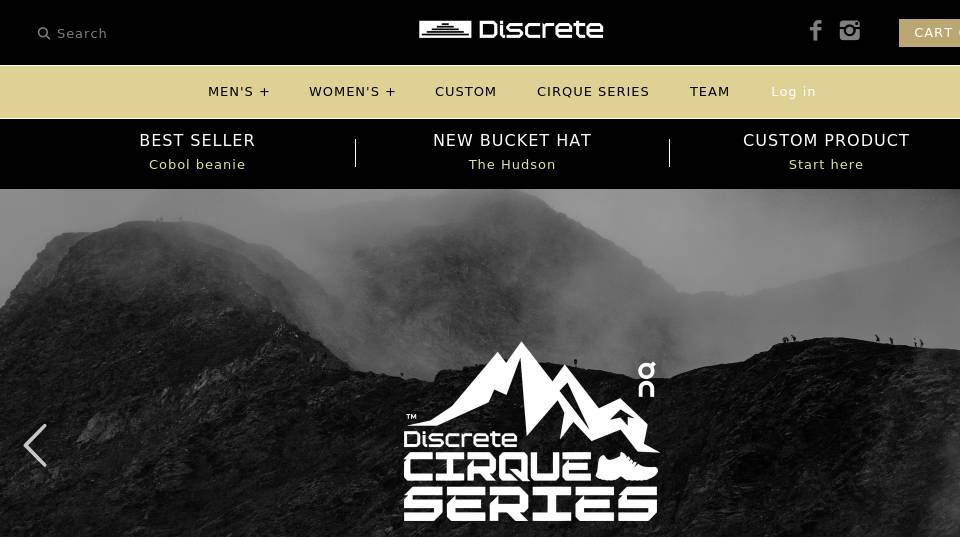 Search
Discrete
CART
MEN'S +
WOMEN'S +
CUSTOM
CIRQUE SERIES
TEAM
Log in
BEST SELLER
Cobol beanie
NEW BUCKET HAT
The Hudson
CUSTOM PRODUCT
Start here
TM
Discrete
CIRQUE
SERIES